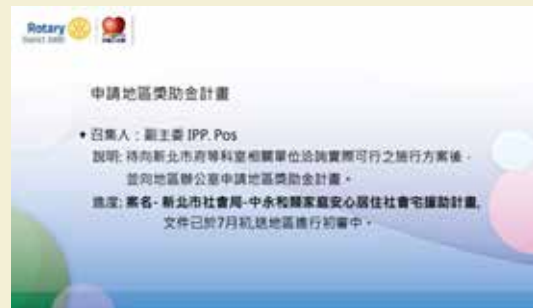 Rotary
申請地區獎助金計畫
♦召集人：副主委 IPP. Pos
說明: 待向新北市府等科室相關單位洽詢實際可行之施行方案後，
並向地區辦公室申請地區獎助金計畫。
進度: 案名- 新北市社會局-中永和類家庭安心居住社會宅援助計畫,
文件已於7月初,送地區進行初審中。